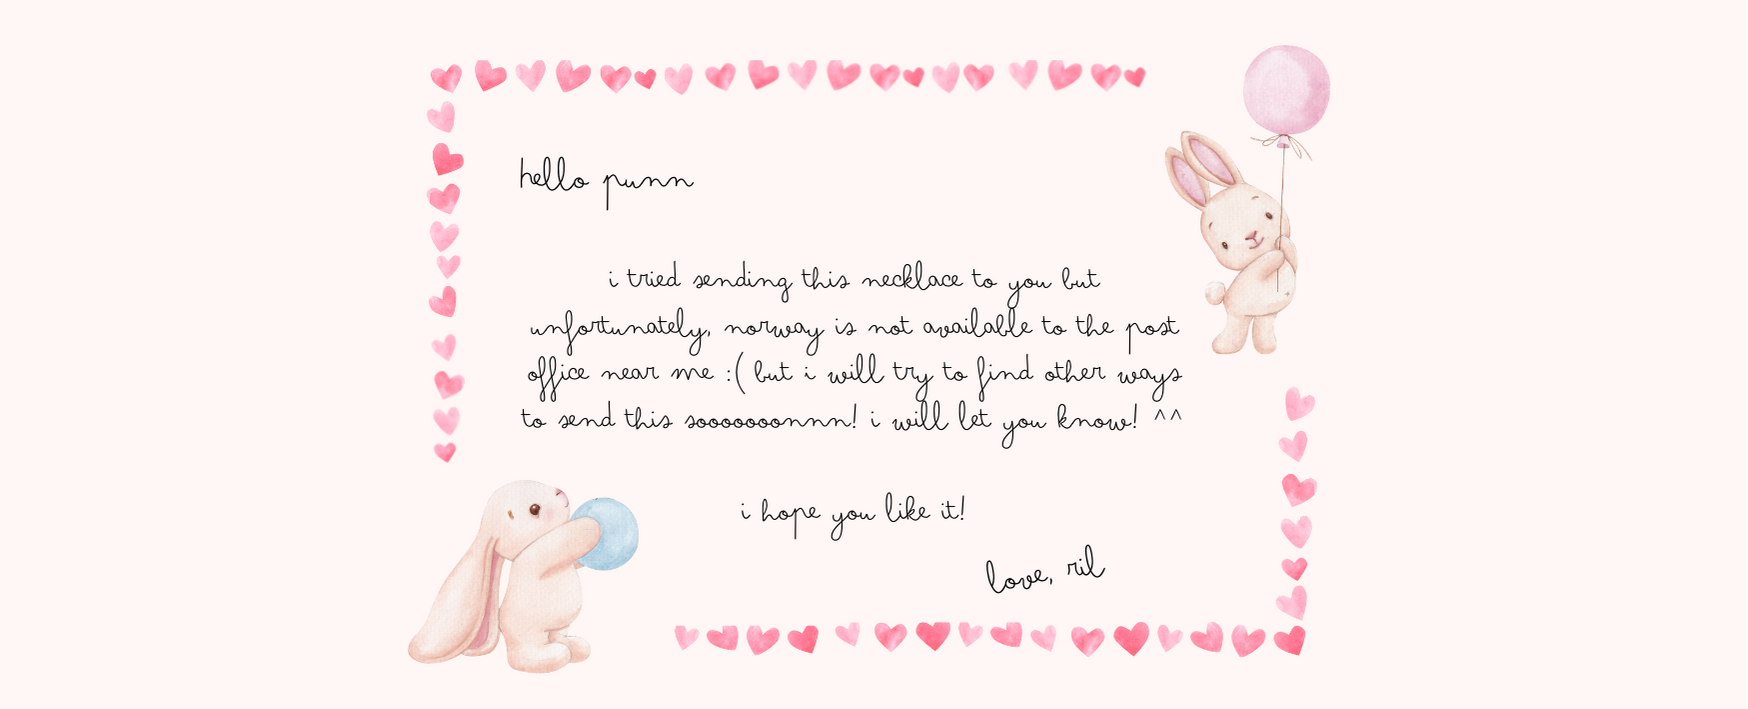 hello punn
i tried sending this necklace to you but
unfortunately, norway is not available to the post
office near me :( but i will try to find other ways
to send this sooooooonnn! i will let you know! ^^
i hope you like it!
love, ril